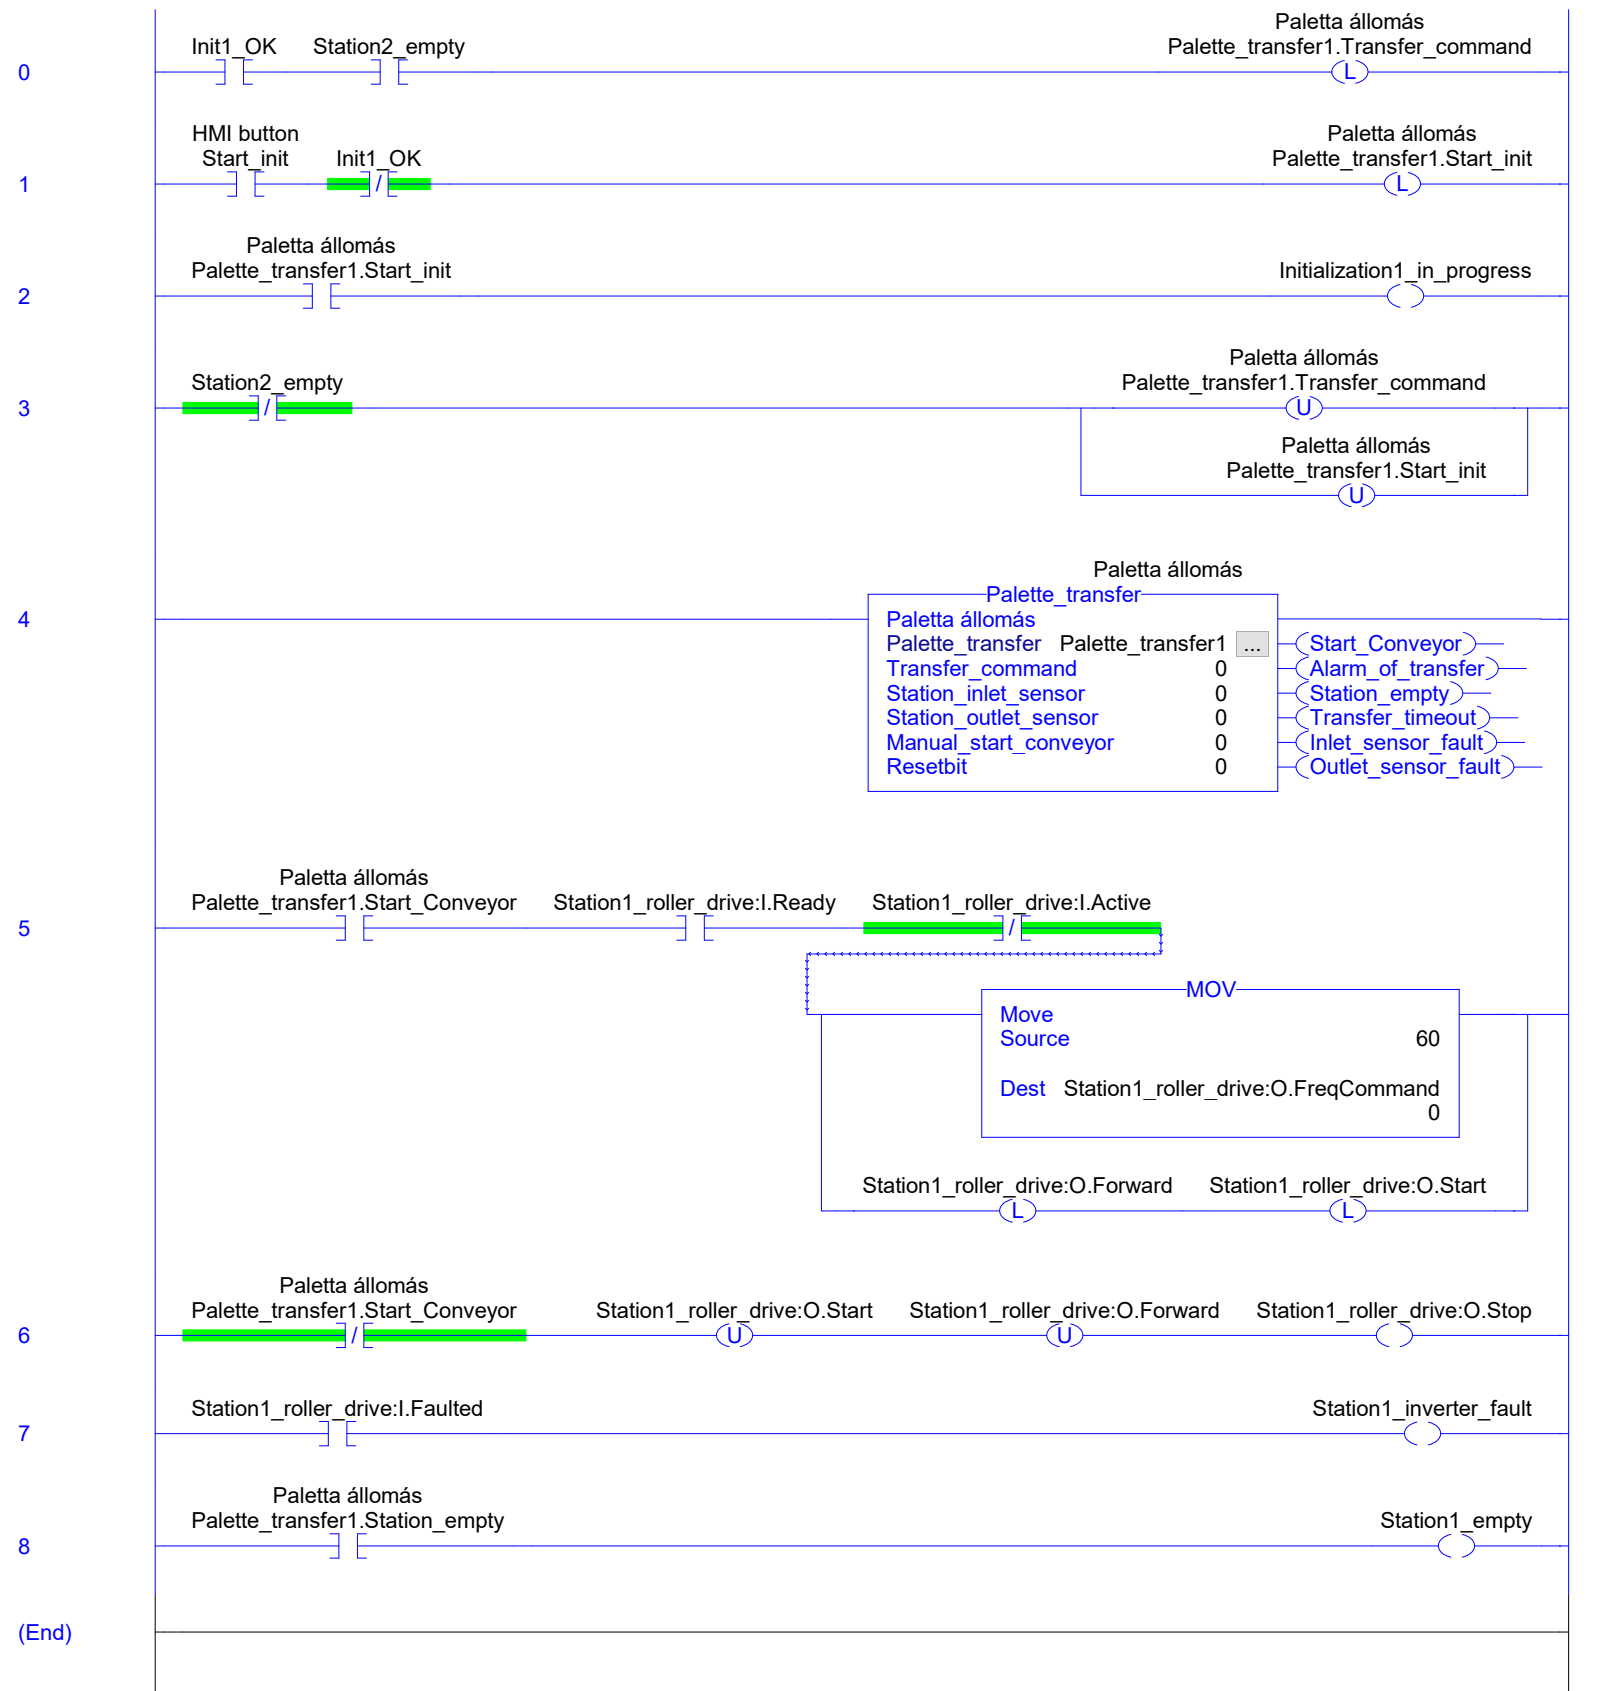 Paletta állomás
Init1_OK Station2_empty Palette_transfer1.Transfer_command
0 L
HMI button Paletta állomás
Start_init Init1_OK Palette_transfer1.Start_init
1 / L
Paletta állomás
Palette_transfer1.Start_init Initialization1_in_progress
2
Paletta állomás
Station2_empty Palette_transfer1.Transfer_command
3 / U
Paletta állomás
Palette_transfer1.Start_init
U
Paletta állomás
Palette_transfer
4 Paletta állomás
Palette_transfer Palette_transfer1 ... Start_Conveyor
Transfer_command 0 Alarm_of_transfer
Station_inlet_sensor 0 Station_empty
Station_outlet_sensor 0 Transfer_timeout
Manual_start_conveyor 0 Inlet_sensor_fault
Resetbit 0 Outlet_sensor_fault
Paletta állomás
Palette_transfer1.Start_Conveyor Station1_roller_drive:I.Ready Station1_roller_drive:I.Active
5 /
MOV
Move
Source 60
Dest Station1_roller_drive:O.FreqCommand
0
Station1_roller_drive:O.Forward Station1_roller_drive:O.Start
L L
Paletta állomás
Palette_transfer1.Start_Conveyor Station1_roller_drive:O.Start Station1_roller_drive:O.Forward Station1_roller_drive:O.Stop
6 / U U
Station1_roller_drive:I.Faulted Station1_inverter_fault
7
Paletta állomás
Palette_transfer1.Station_empty Station1_empty
8
(End)